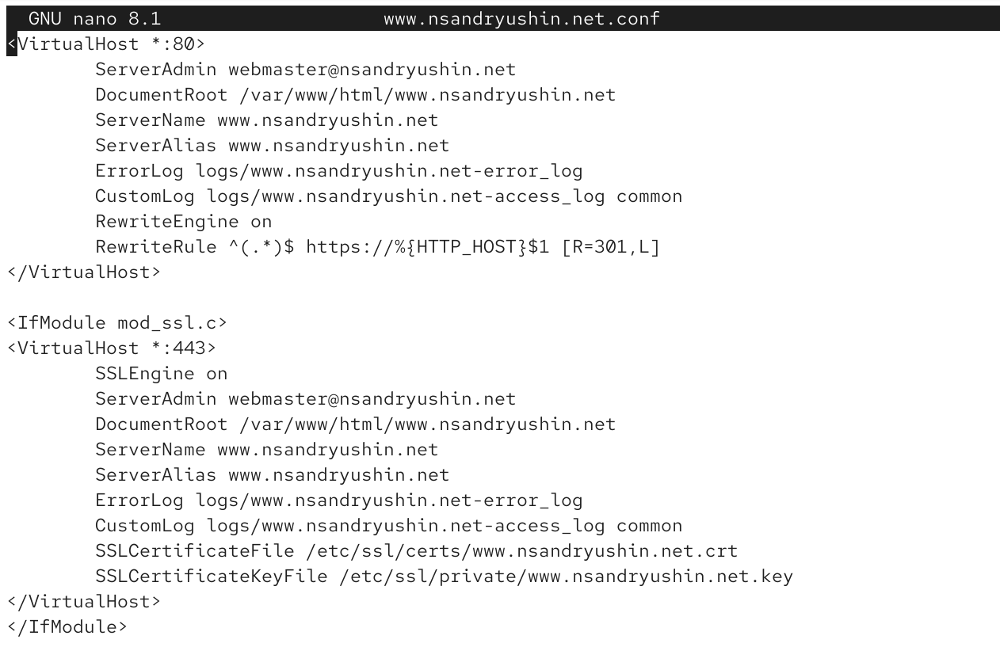 GNU nano 8.1 www.nsandryushin.net.conf
<VirtualHost *:80>
ServerAdmin webmaster@nsandryushin.net
DocumentRoot /var/www/html/www.nsandryushin.net
ServerName www.nsandryushin.net
ServerAlias www.nsandryushin.net
ErrorLog logs/www.nsandryushin.net-error_log
CustomLog logs/www.nsandryushin.net-access_log common
RewriteEngine on
RewriteRule ^(.*)$ https://%{HTTP_HOST}$1 [R=301,L]
</VirtualHost>

<IfModule mod_ssl.c>
<VirtualHost *:443>
SSLEngine on
ServerAdmin webmaster@nsandryushin.net
DocumentRoot /var/www/html/www.nsandryushin.net
ServerName www.nsandryushin.net
ServerAlias www.nsandryushin.net
ErrorLog logs/www.nsandryushin.net-error_log
CustomLog logs/www.nsandryushin.net-access_log common
SSLCertificateFile /etc/ssl/certs/www.nsandryushin.net.crt
SSLCertificateKeyFile /etc/ssl/private/www.nsandryushin.net.key
</VirtualHost>
</IfModule>